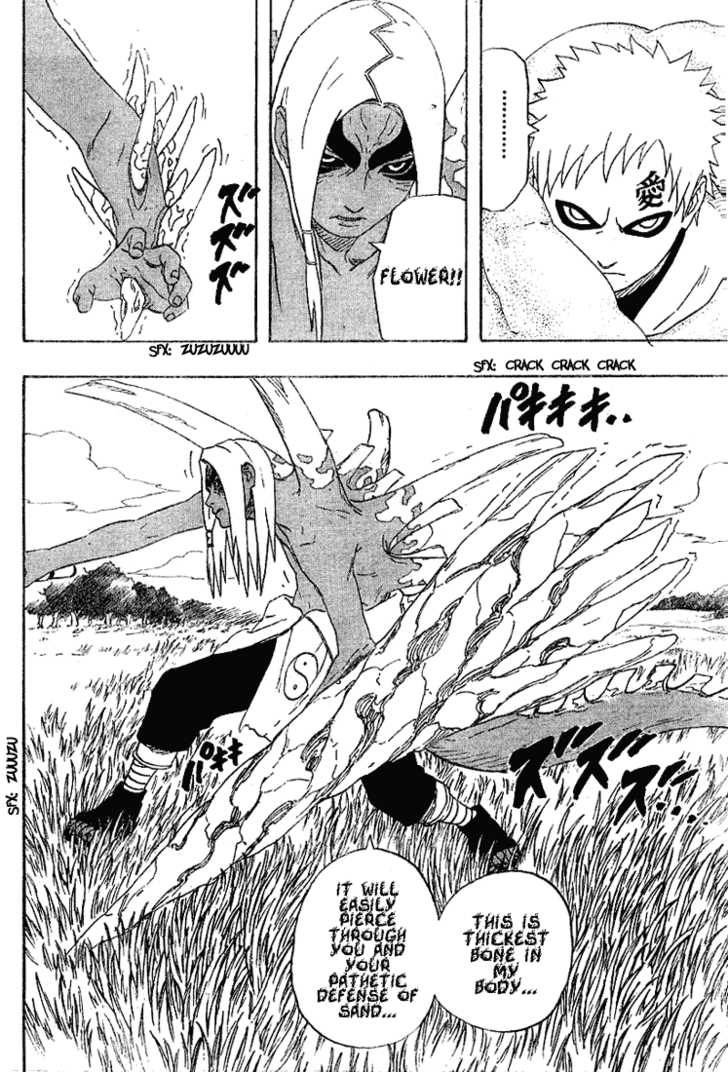 ..........
愛
FLOWER!!
ズズズ
SFX: ZUZUZUUUU
SFX: CRACK CRACK CRACK
パキキキ..
パキキ
ズズズ...
SFX: ZUUUZU
THIS IS
THICKEST
BONE IN
MY
BODY...
IT WILL
EASILY
PIERCE
THROUGH
YOU AND
YOUR
PATHETIC
DEFENSE OF
SAND...